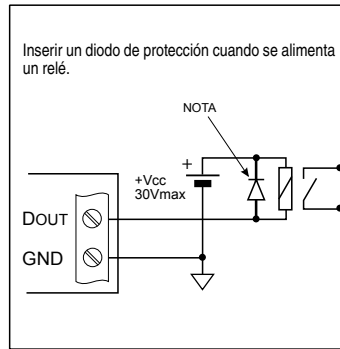 Inserir un diodo de protección cuando se alimenta
un relé.
NOTA
+
+Vcc
30Vmax
DOUT
GND